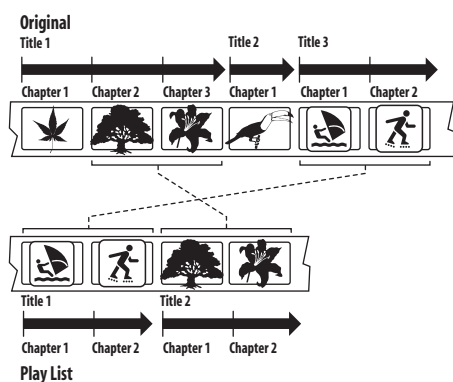 Original
Title 1 Title 2 Title 3
Chapter 1 Chapter 2 Chapter 3 Chapter 1 Chapter 1 Chapter 2
Title 1 Title 2
Chapter 1 Chapter 2 Chapter 1 Chapter 2
Play List